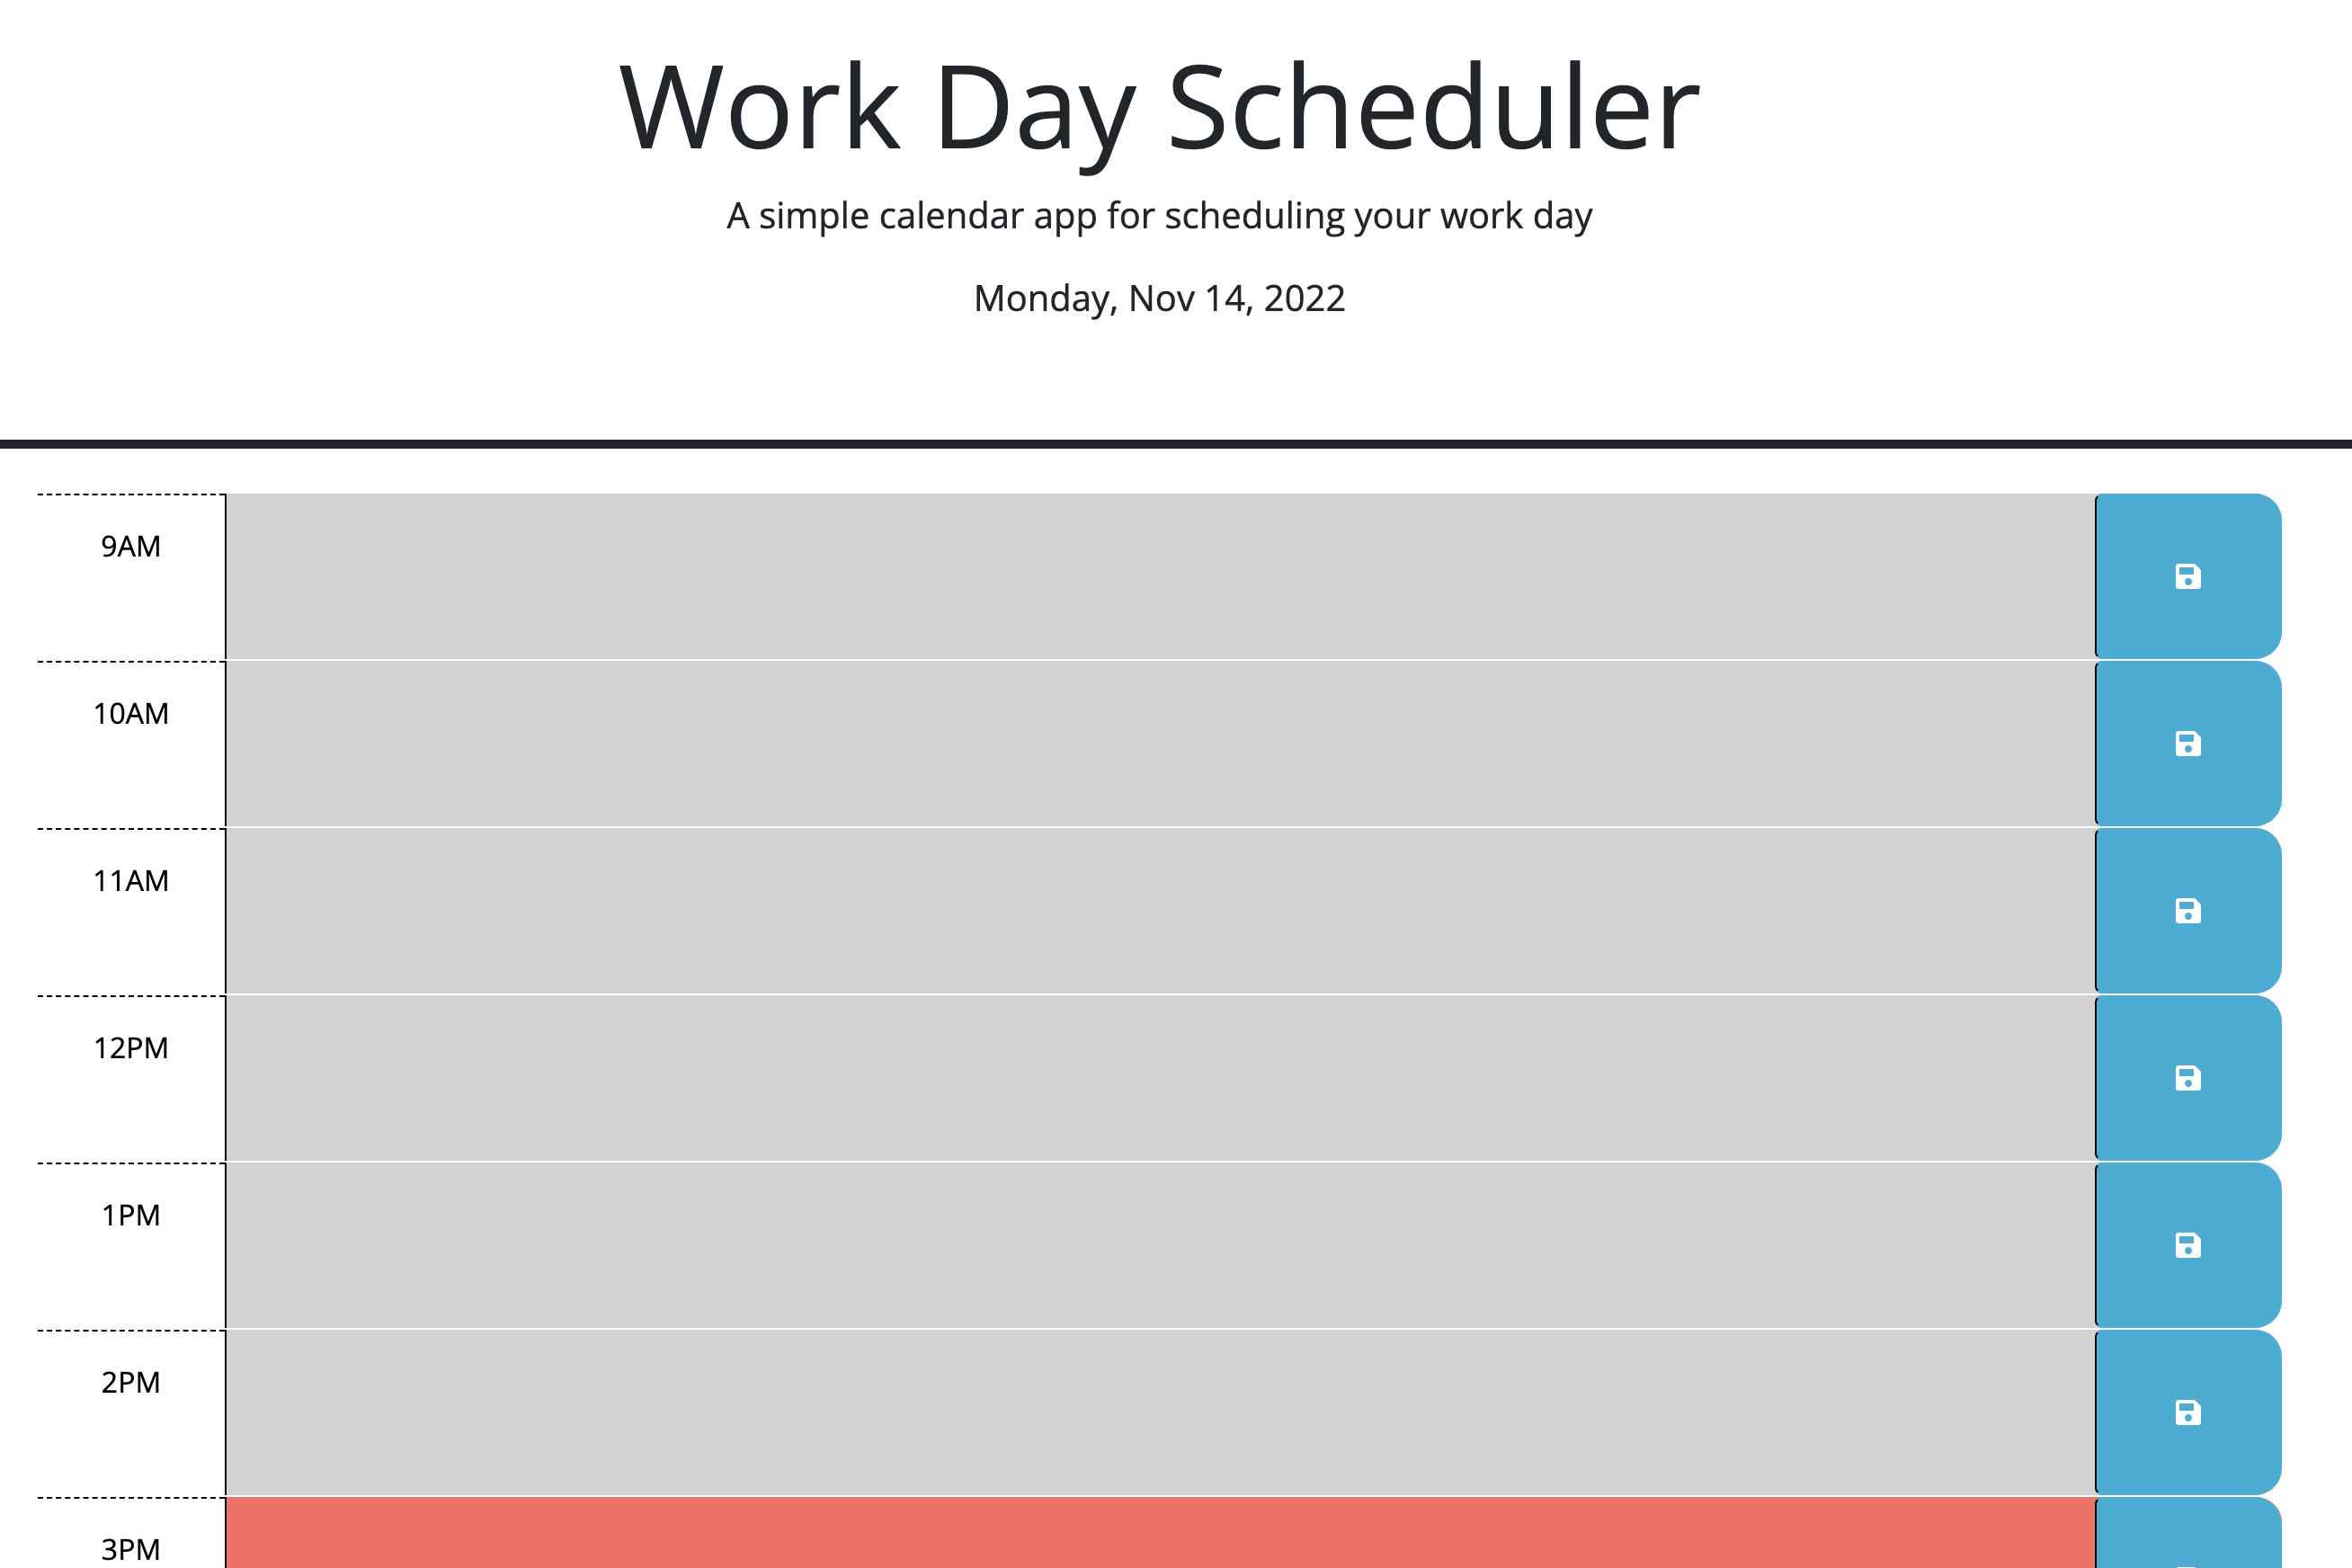 Work Day Scheduler
A simple calendar app for scheduling your work day
Monday, Nov 14, 2022
9AM
10AM
11AM
12PM
1PM
2PM
3PM